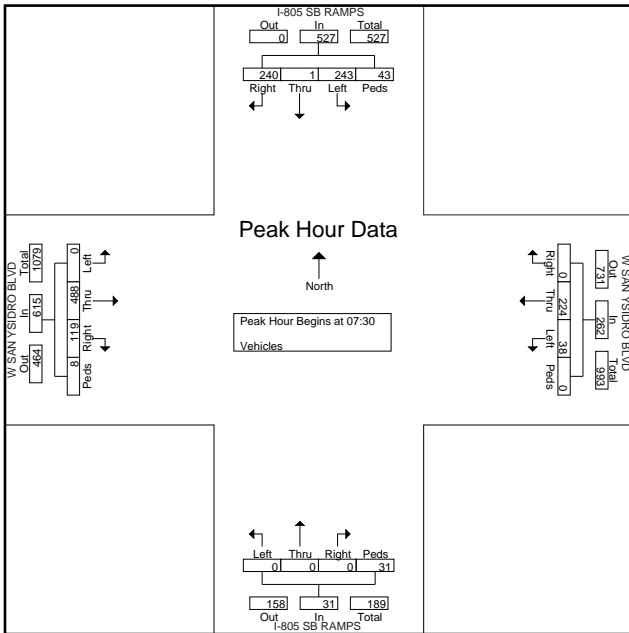 I-805 SB RAMPS
Out In Total
0 527 527
240 1 243 43
Right Thru Left Peds
Peak Hour Data
North
Peak Hour Begins at 07:30
Vehicles
W SAN YSIDRO BLVD
Total In Out
1079 615 464
0 488 119 8
Left Thru Right Peds
W SAN YSIDRO BLVD
Out In Total
731 262 993
0 224 38 0
Right Thru Left Peds
Left Thru Right Peds
0 0 0 31
158 31 189
Out In Total
I-805 SB RAMPS